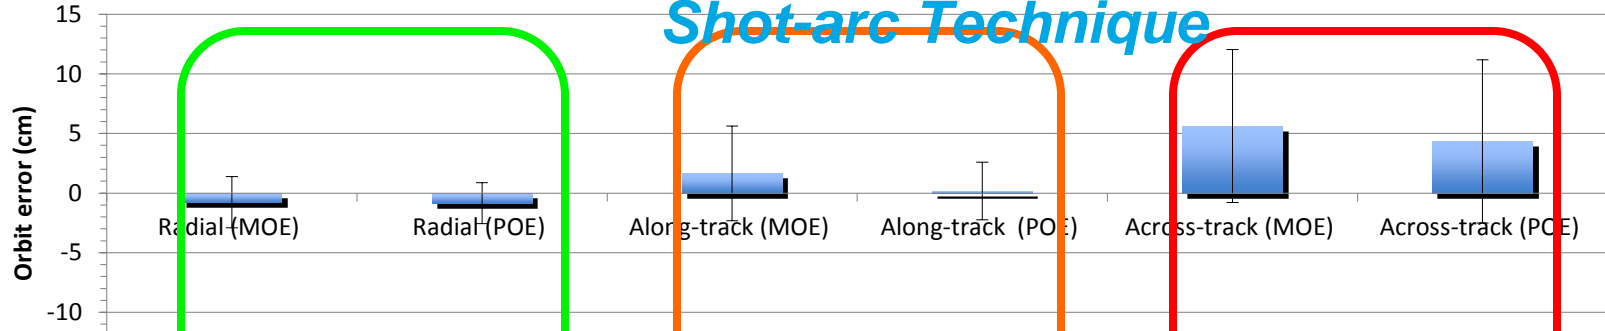 Shot-arc Technique
15
10
5
0
-5
-10
Orbit error (cm)
Radial (MOE)
Radial (POE)
Along-track (MOE)
Along-track (POE)
Across-track (MOE)
Across-track (POE)